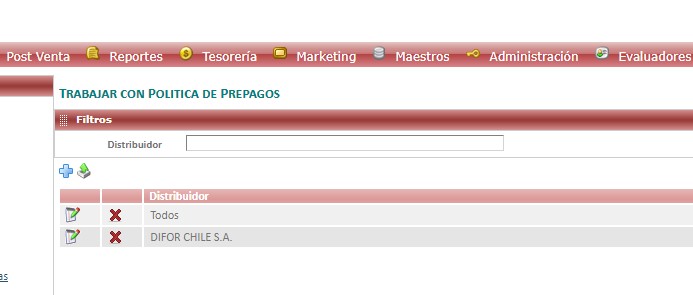 Post Venta Reportes Tesorería Marketing Maestros Administración Evaluadores
TRABAJAR CON POLITICA DE PREPAGOS
Filtros
Distribuidor
Distribuidor
Todos
DIFOR CHILE S.A.
as